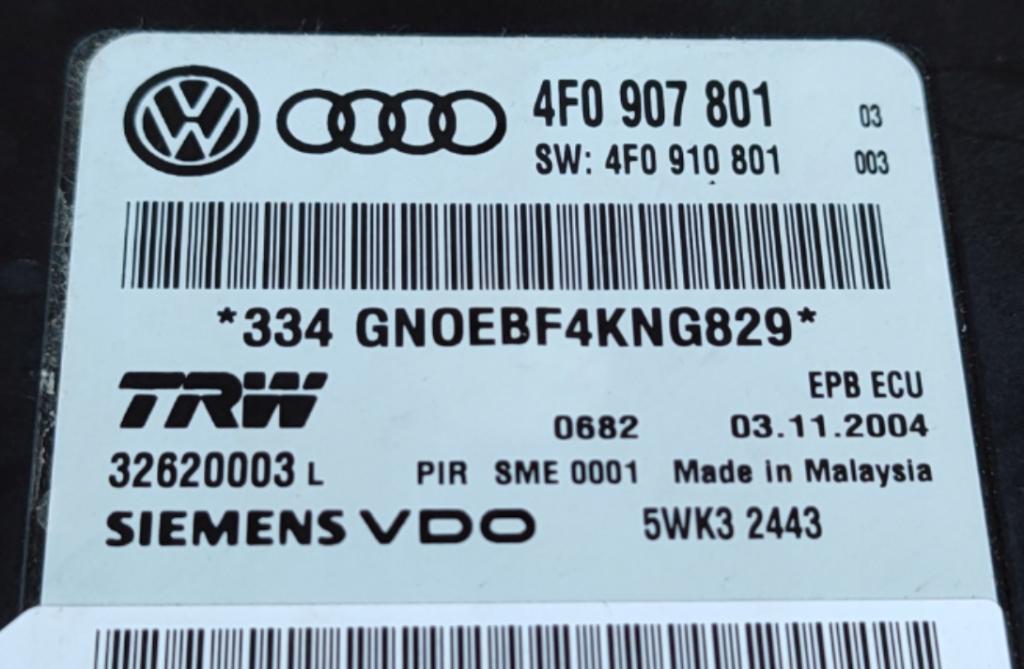 4F0 907 801 03
SW: 4F0 910 801 003
*334 GNOEBF4KNG829*
TRW EPB ECU
0682 03.11.2004
32620003 L PIR SME 0001 Made in Malaysia
SIEMENS VDO 5WK3 2443